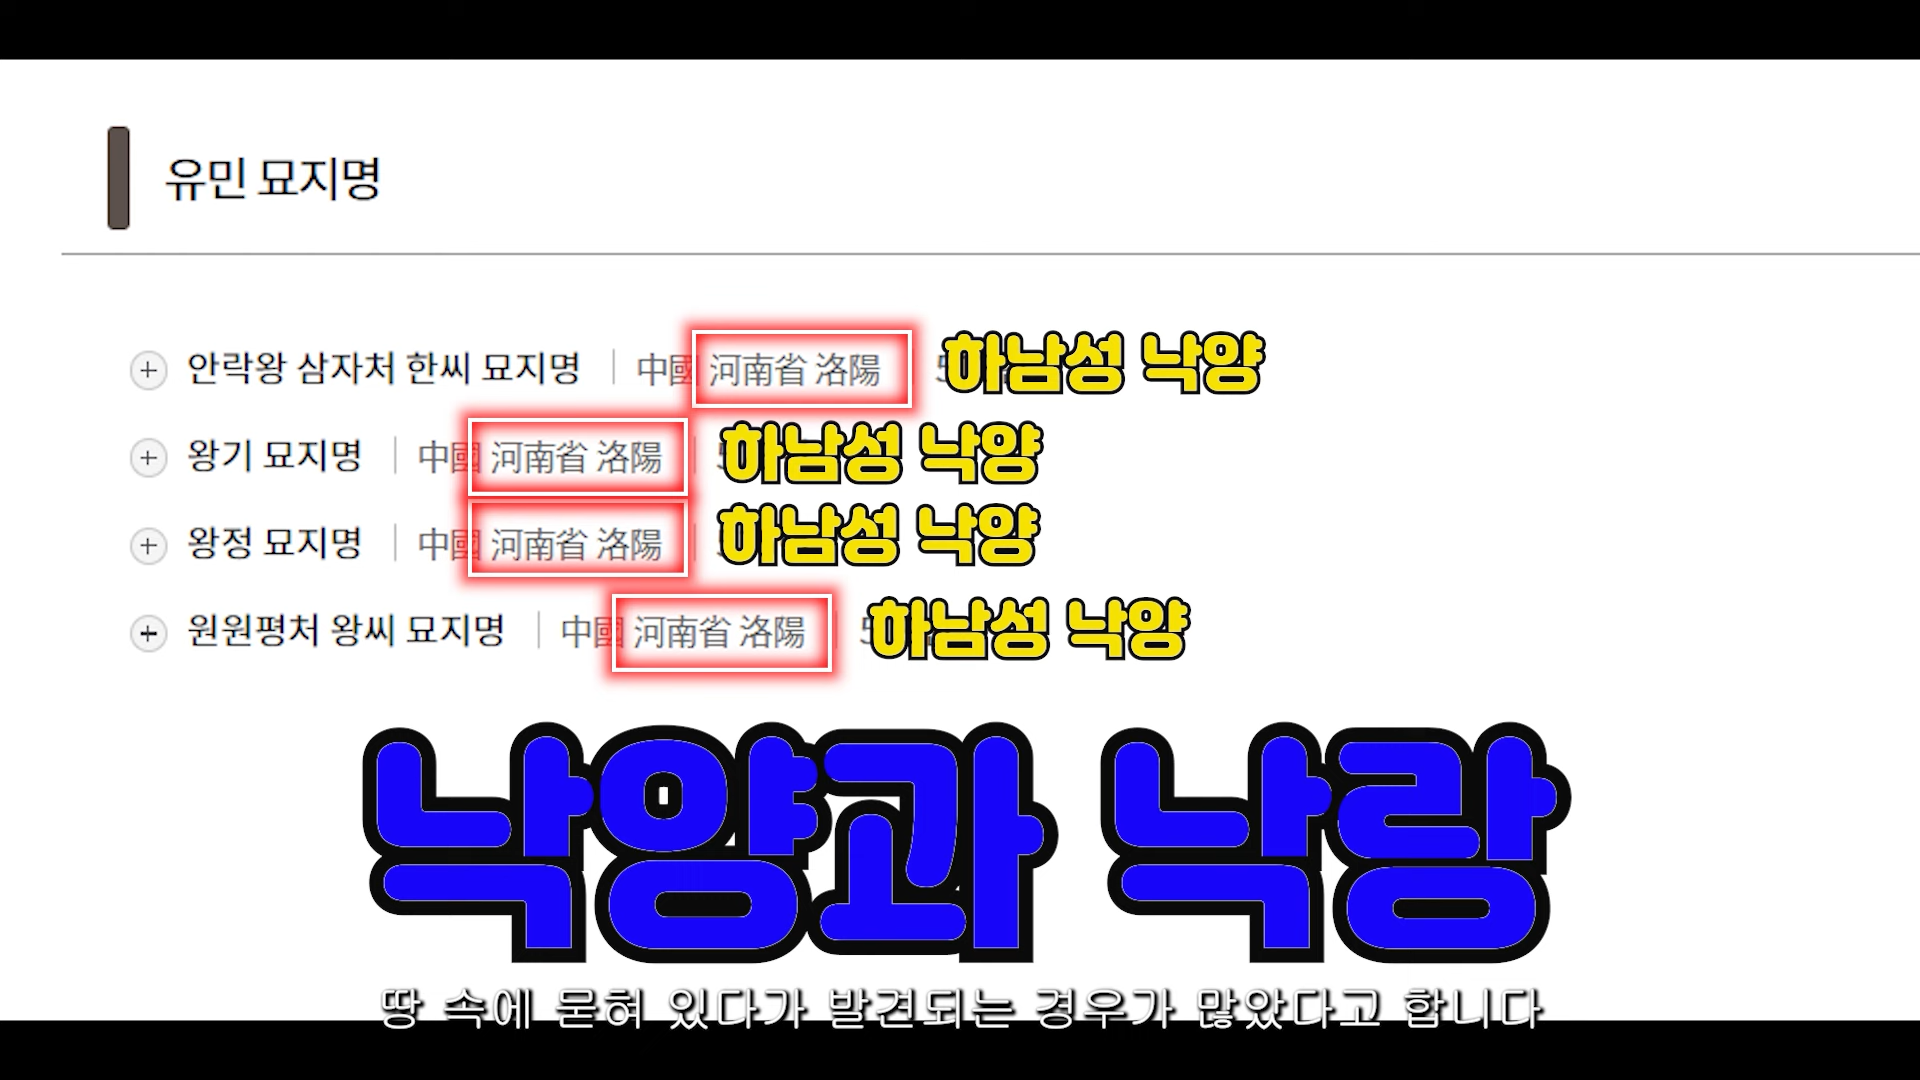 유민 묘지명
안락왕 삼자처 한씨 묘지명 中國 河南省 洛陽 하남성 낙양
왕기 묘지명 中國 河南省 洛陽 하남성 낙양
왕정 묘지명 中國 河南省 洛陽 하남성 낙양
원원평처 왕씨 묘지명 中國 河南省 洛陽 하남성 낙양
낙양과 낙랑
땅 속에 묻혀 있다가 발견되는 경우가 많았다고 합니다